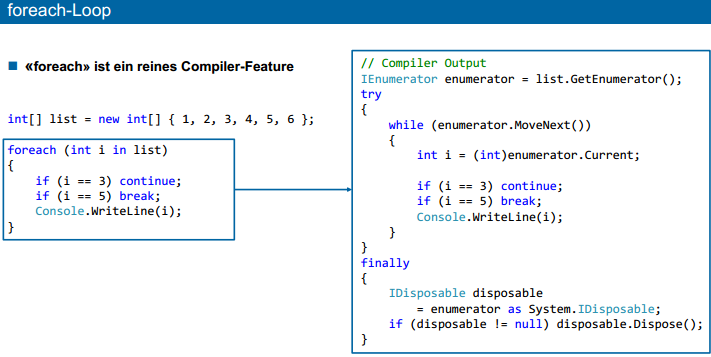 foreach-Loop
«foreach» ist ein reines Compiler-Feature
int[] list = new int[] { 1, 2, 3, 4, 5, 6 };
foreach (int i in list)
{
    if (i == 3) continue;
    if (i == 5) break;
    Console.WriteLine(i);
}
// Compiler Output
IEnumerator enumerator = list.GetEnumerator();
try
{
    while (enumerator.MoveNext())
    {
        int i = (int)enumerator.Current;

        if (i == 3) continue;
        if (i == 5) break;
        Console.WriteLine(i);
    }
}
finally
{
    IDisposable disposable
        = enumerator as System.IDisposable;
    if (disposable != null) disposable.Dispose();
}